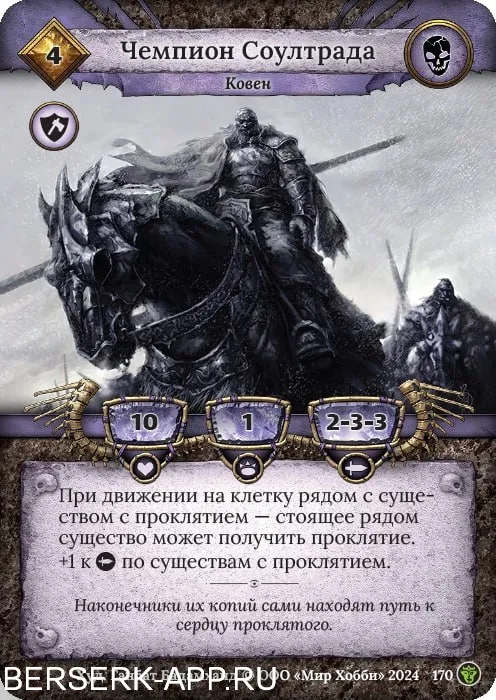 4
Чемпион Соултрада
Ковен
10
1
2-3-3
При движении на клетку рядом с суще-
ством с проклятием — стоящее рядом
существо может получить проклятие.
+1 к по существам с проклятием.
Наконечники их копий сами находят путь к
сердцу проклятого.
© ООО «Мир Хобби» 2024 170
BERSERK-APP.RU